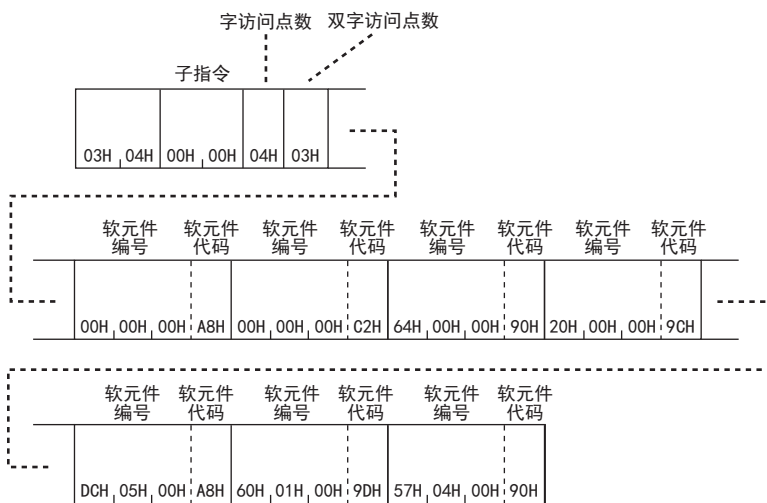 字访问点数 双字访问点数
子指令
03H 04H 00H 00H 04H 03H
软元件编号 软元件代码 软元件编号 软元件代码 软元件编号 软元件代码 软元件编号 软元件代码
00H 00H 00H A8H 00H 00H 00H C2H 64H 00H 00H 90H 20H 00H 00H 9CH
软元件编号 软元件代码 软元件编号 软元件代码 软元件编号 软元件代码
DCH 05H 00H A8H 60H 01H 00H 9DH 57H 04H 00H 90H